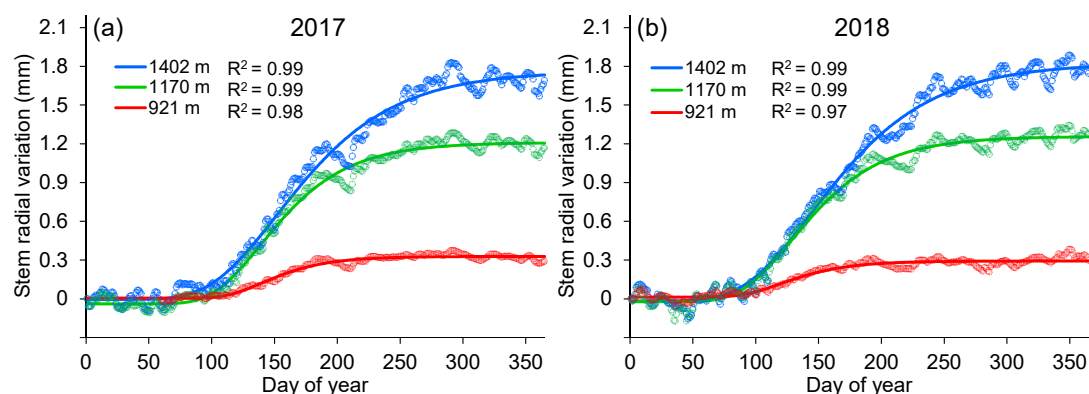 (a) 2017
Stem radial variation (mm)
2.1
1.8
1.5
1.2
0.9
0.6
0.3
0
1402 m R² = 0.99
1170 m R² = 0.99
921 m R² = 0.98
0 50 100 150 200 250 300 350
Day of year
(b) 2018
Stem radial variation (mm)
2.1
1.8
1.5
1.2
0.9
0.6
0.3
0
1402 m R² = 0.99
1170 m R² = 0.99
921 m R² = 0.97
0 50 100 150 200 250 300 350
Day of year